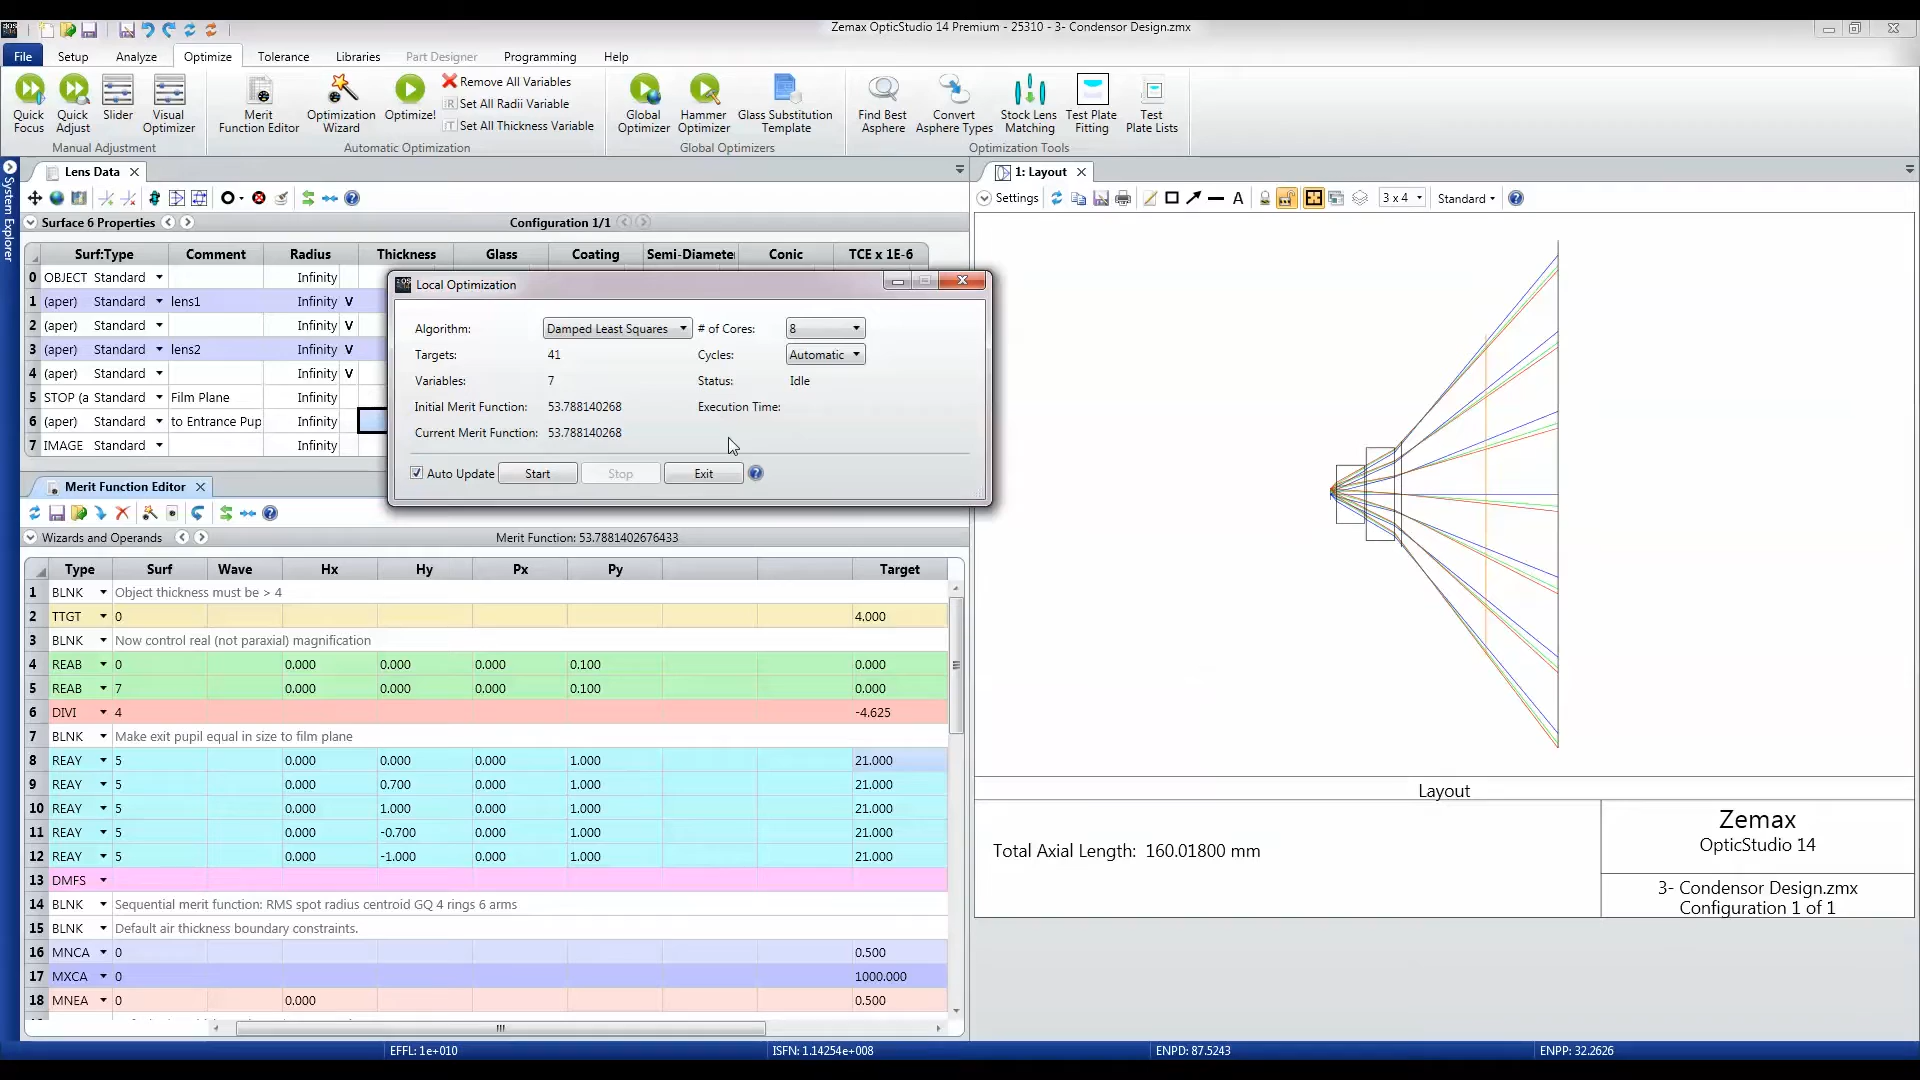 Zemax OpticStudio 14 Premium - 25310 - 3- Condensor Design.zmx
File Setup Analyze Optimize Tolerance Libraries Part Designer Programming Help
Quick Focus
Quick Adjust
Slider
Visual Optimizer
Manual Adjustment
Merit Function Editor
Optimization Wizard
Optimize!
Remove All Variables
Set All Radii Variable
Set All Thickness Variable
Automatic Optimization
Global Optimizer
Hammer Optimizer
Glass Substitution Template
Global Optimizers
Find Best Asphere
Convert Asphere Types
Stock Lens Matching
Test Plate Fitting
Test Plate Lists
Optimization Tools
System Explorer
Lens Data
Surface 6 Properties
Configuration 1/1
Surf:Type Comment Radius Thickness Glass Coating Semi-Diameter Conic TCE x 1E-6
0 OBJECT Standard Infinity
1 (aper) Standard lens1 Infinity V
2 (aper) Standard Infinity V
3 (aper) Standard lens2 Infinity V
4 (aper) Standard Infinity V
5 STOP (a Standard Film Plane Infinity
6 (aper) Standard to Entrance Pup Infinity
7 IMAGE Standard Infinity
Local Optimization
Algorithm: Damped Least Squares # of Cores: 8
Targets: 41 Cycles: Automatic
Variables: 7 Status: Idle
Initial Merit Function: 53.788140268 Execution Time:
Current Merit Function: 53.788140268
Auto Update Start Stop Exit
Merit Function Editor
Wizards and Operands
Merit Function: 53.7881402676433
Type Surf Wave Hx Hy Px Py Target
1 BLNK Object thickness must be > 4
2 TTGT 0 4.000
3 BLNK Now control real (not paraxial) magnification
4 REAB 0 0.000 0.000 0.000 0.100 0.000
5 REAB 7 0.000 0.000 0.000 0.100 0.000
6 DIVI 4 -4.625
7 BLNK Make exit pupil equal in size to film plane
8 REAY 5 0.000 0.000 0.000 1.000 21.000
9 REAY 5 0.000 0.700 0.000 1.000 21.000
10 REAY 5 0.000 1.000 0.000 1.000 21.000
11 REAY 5 0.000 -0.700 0.000 1.000 21.000
12 REAY 5 0.000 -1.000 0.000 1.000 21.000
13 DMFS
14 BLNK Sequential merit function: RMS spot radius centroid GQ 4 rings 6 arms
15 BLNK Default air thickness boundary constraints.
16 MNCA 0 0.500
17 MXCA 0 1000.000
18 MNEA 0 0.000 0.500
1: Layout
Settings 3 x 4 Standard
Layout
Total Axial Length: 160.01800 mm
Zemax
OpticStudio 14
3- Condensor Design.zmx
Configuration 1 of 1
EFFL: 1e+010 ISFN: 1.14254e+008 ENPD: 87.5243 ENPP: 32.2626